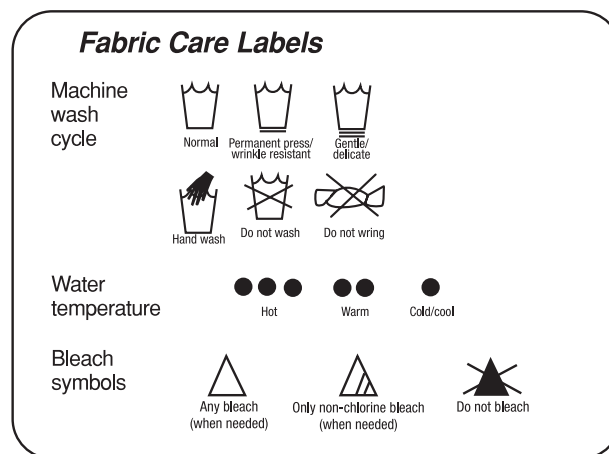 Fabric Care Labels
Machine
wash
cycle
Normal
Permanent press/
wrinkle resistant
Gentle/
delicate
Hand wash
Do not wash
Do not wring
Water
temperature
Hot
Warm
Cold/cool
Bleach
symbols
Any bleach
(when needed)
Only non-chlorine bleach
(when needed)
Do not bleach